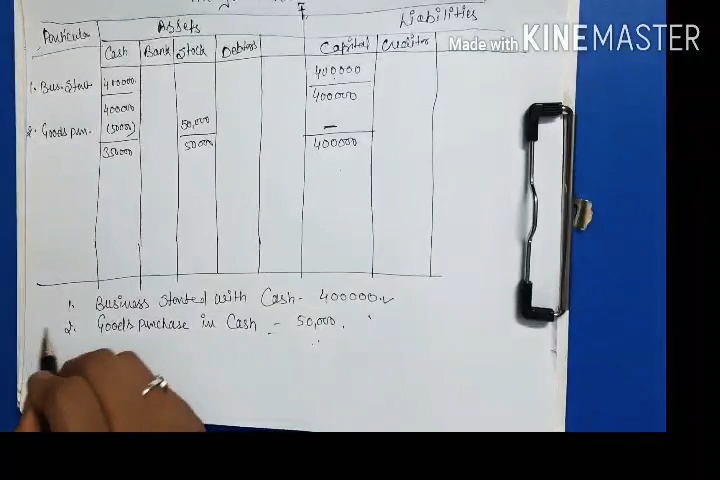 Assets Liabilities
Particular Cash Bank Stock Debtors Capital Creditor
Made with KINEMASTER
1. Bus. Start 400000 400000
400000 400000
2. Goods pur. (50000) 50,000 -
350000 50000 400000
1. Business started with Cash - 400000
2. Goods purchase in Cash - 50,000.